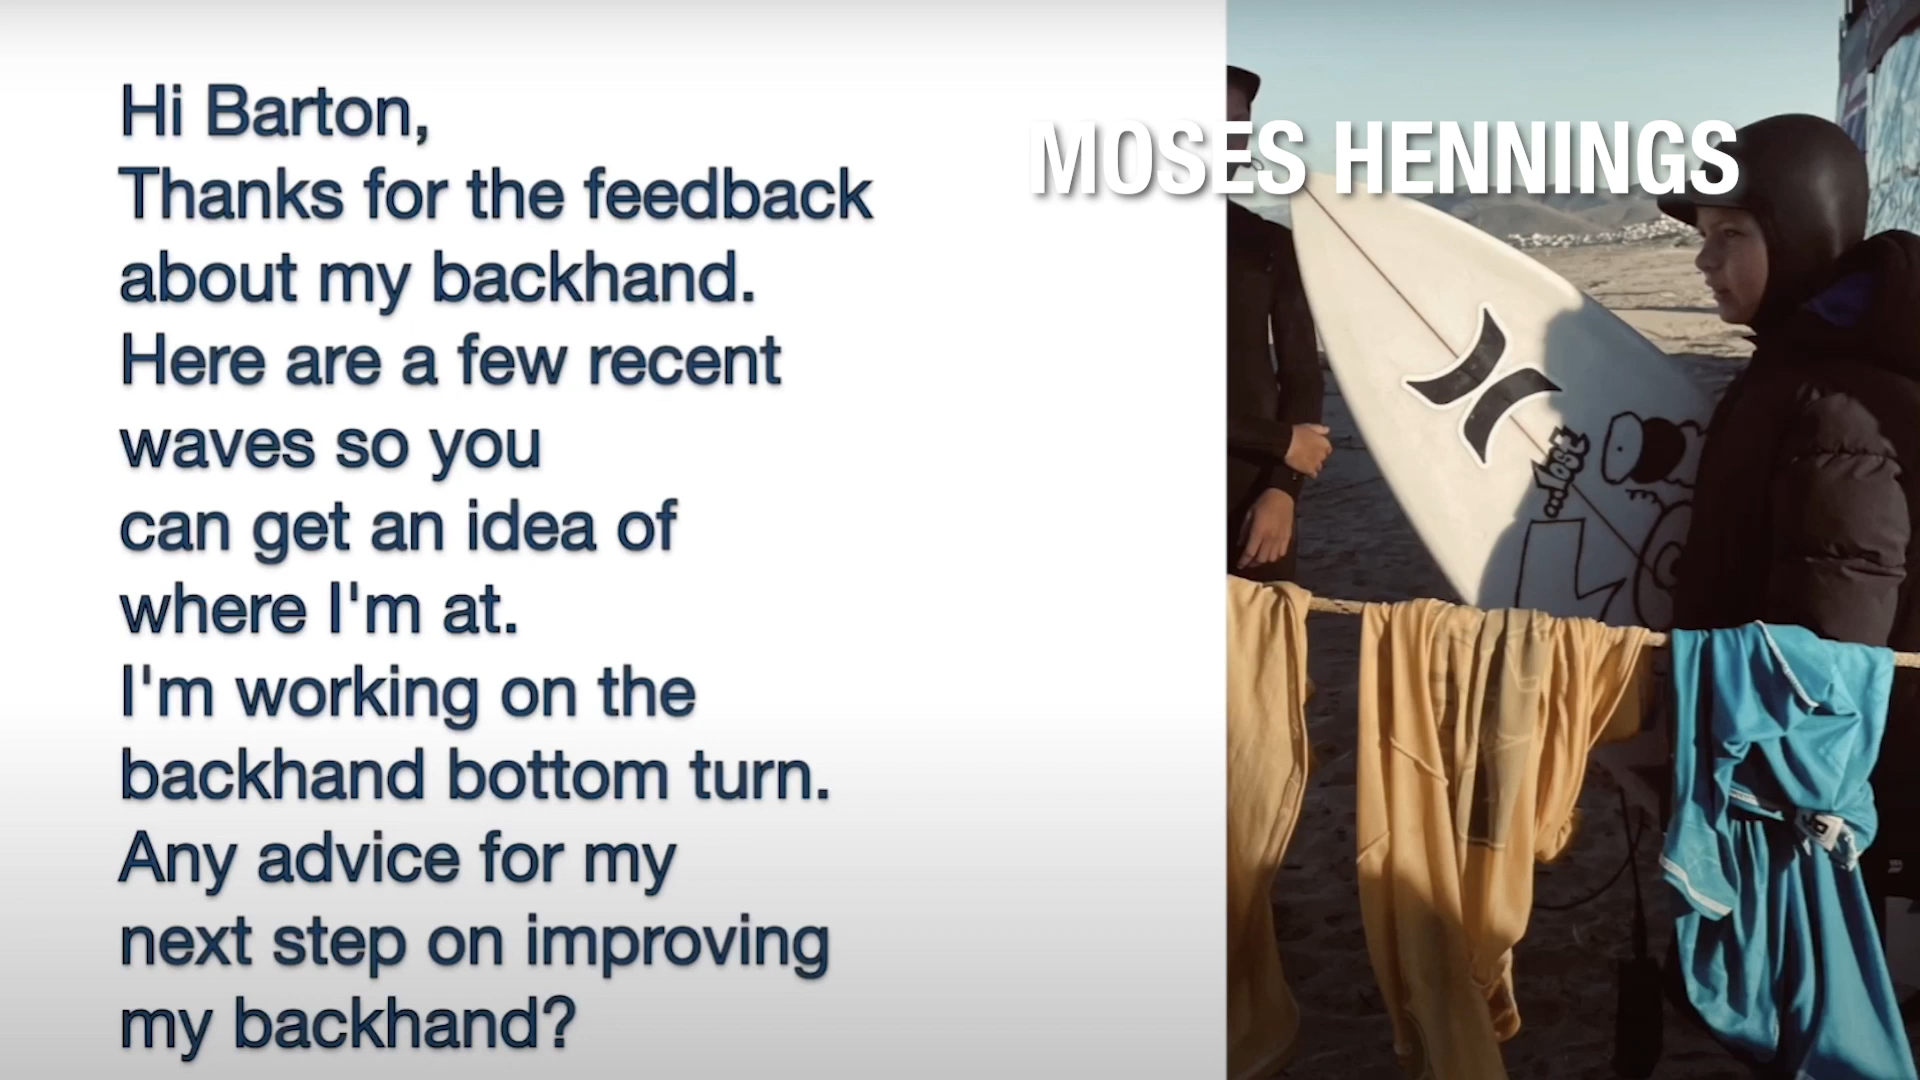 Hi Barton,
Thanks for the feedback
about my backhand.
Here are a few recent
waves so you
can get an idea of
where I'm at.
I'm working on the
backhand bottom turn.
Any advice for my
next step on improving
my backhand?
MOSES HENNINGS
...lost